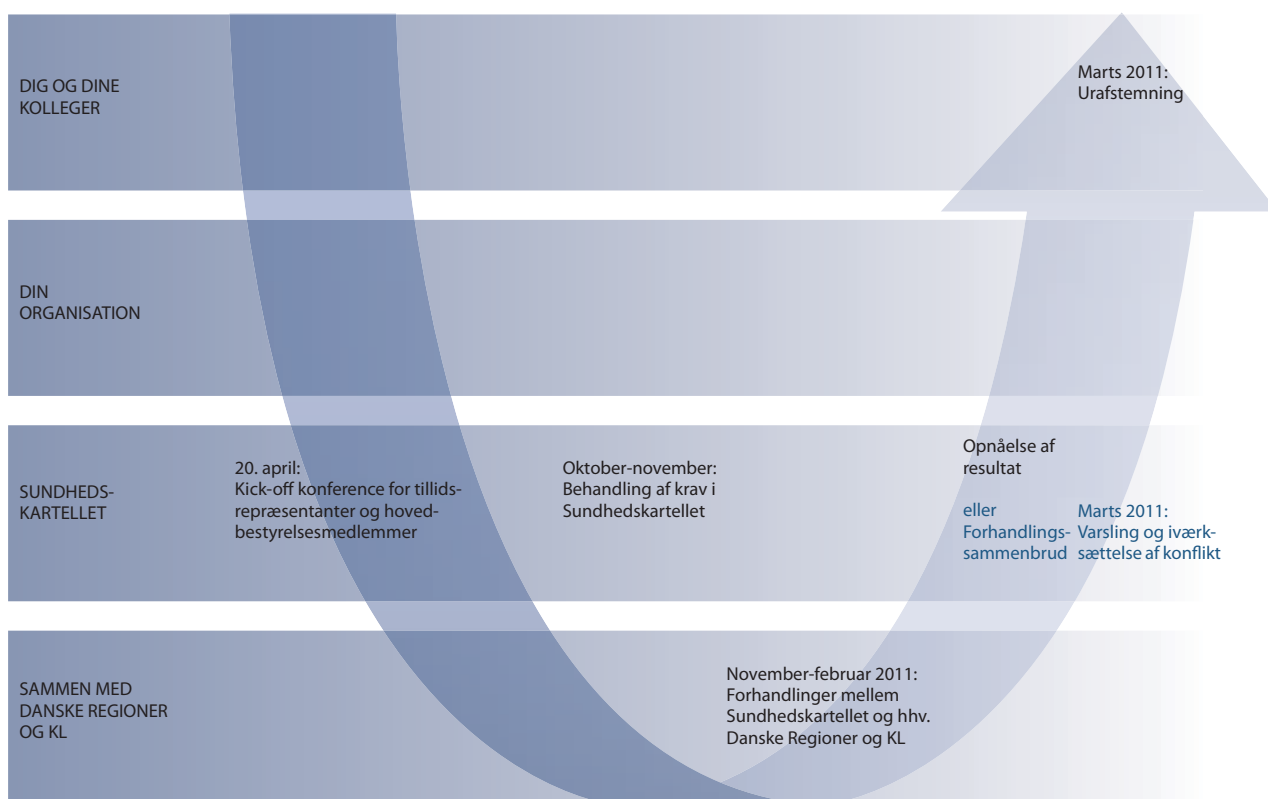 DIG OG DINE
KOLLEGER
Marts 2011:
Urafstemning
DIN
ORGANISATION
SUNDHEDS-
KARTELLET
20. april:
Kick-off konference for tillids-
repræsentanter og hoved-
bestyrelsesmedlemmer
Oktober-november:
Behandling af krav i
Sundhedskartellet
Opnåelse af
resultat
eller
Forhandlings-
sammenbrud
Marts 2011:
Varsling og iværk-
sættelse af konflikt
SAMMEN MED
DANSKE REGIONER
OG KL
November-februar 2011:
Forhandlinger mellem
Sundhedskartellet og hhv.
Danske Regioner og KL